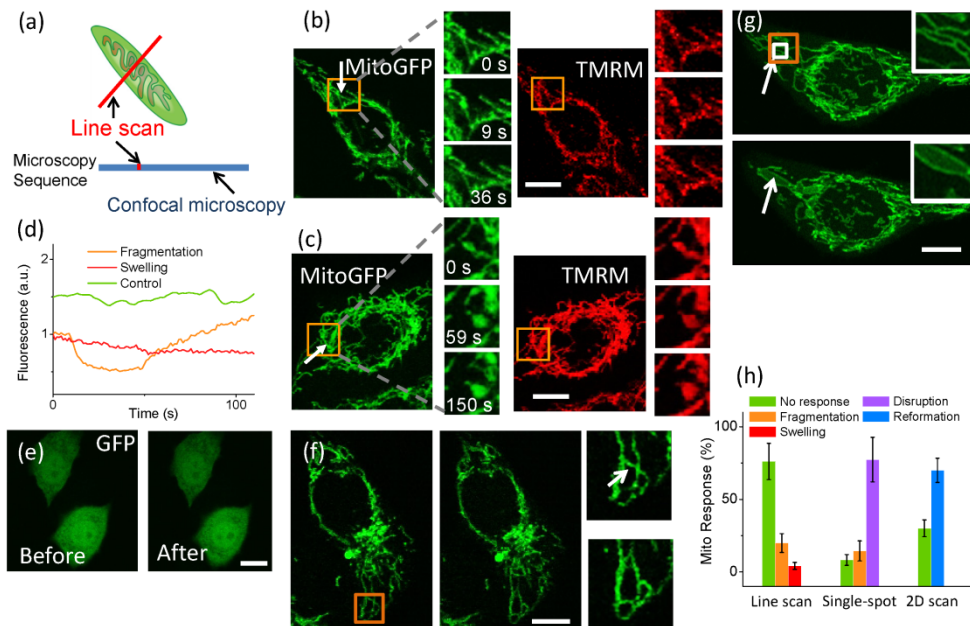 (a)
Line scan
Microscopy
Sequence
Confocal microscopy
(b)
MitoGFP
0 s
9 s
36 s
TMRM
(c)
MitoGFP
0 s
59 s
150 s
TMRM
(d)
Fragmentation
Swelling
Control
Fluorescence (a.u.)
2
1
0
100
Time (s)
(e)
GFP
Before
After
(f)
(g)
(h)
No response
Disruption
Fragmentation
Reformation
Swelling
Mito Response (%)
100
50
0
Line scan
Single-spot
2D scan